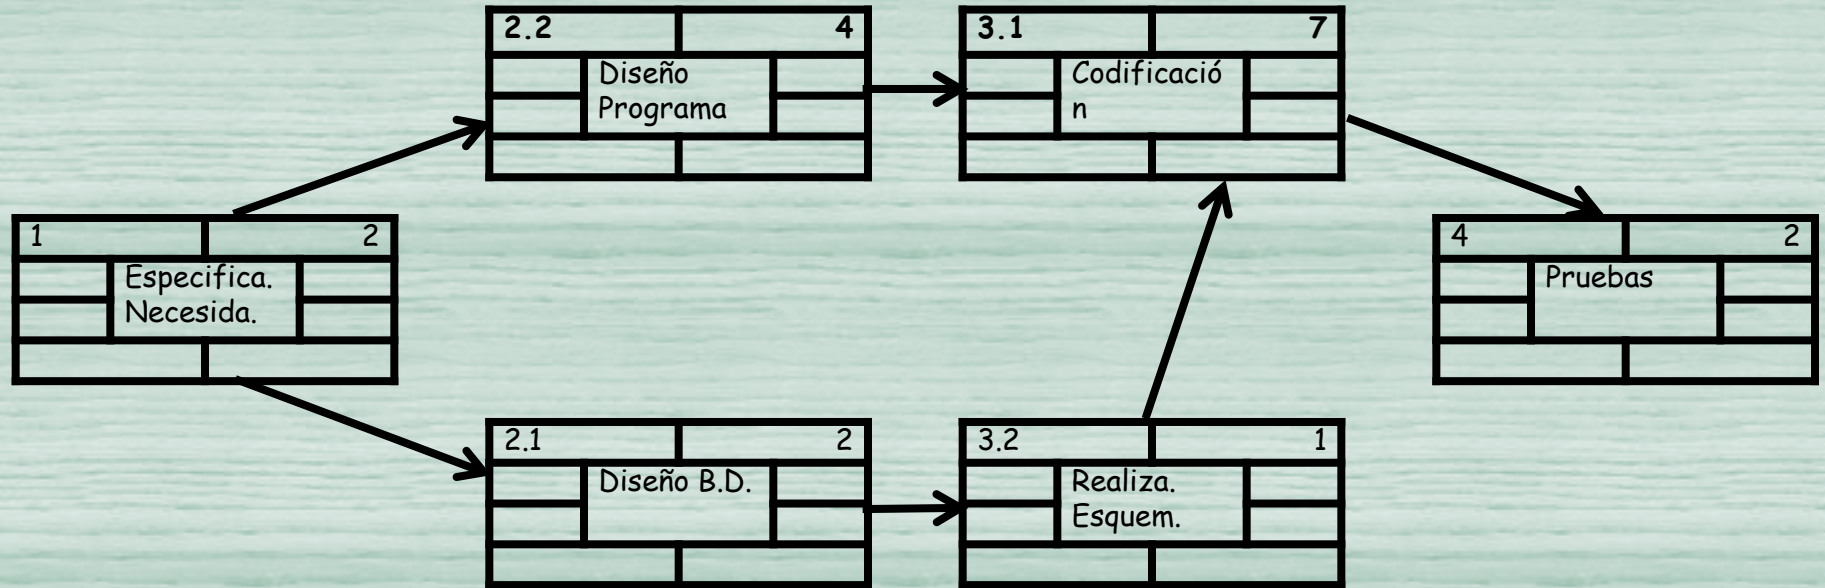 2.2 4
Diseño
Programa
3.1 7
Codificació
n
1 2
Especifica.
Necesida.
4 2
Pruebas
2.1 2
Diseño B.D.
3.2 1
Realiza.
Esquem.